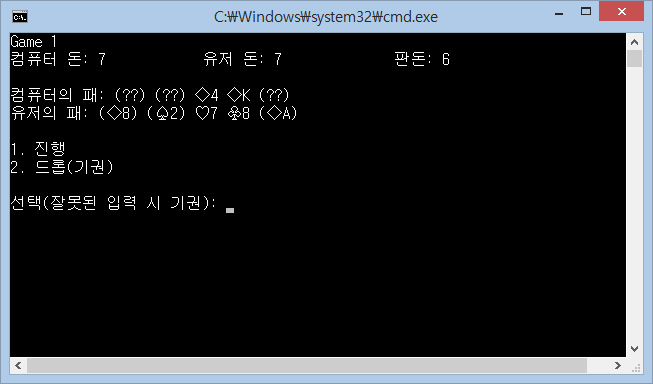 C:\Windows\system32\cmd.exe
Game 1
컴퓨터 돈: 7 유저 돈: 7 판돈: 6
컴퓨터의 패: (??) (??) ◇4 ◇K (??)
유저의 패: (◇8) (♤2) ♡7 ♧8 (◇A)
1. 진행
2. 드롭(기권)
선택(잘못된 입력 시 기권):